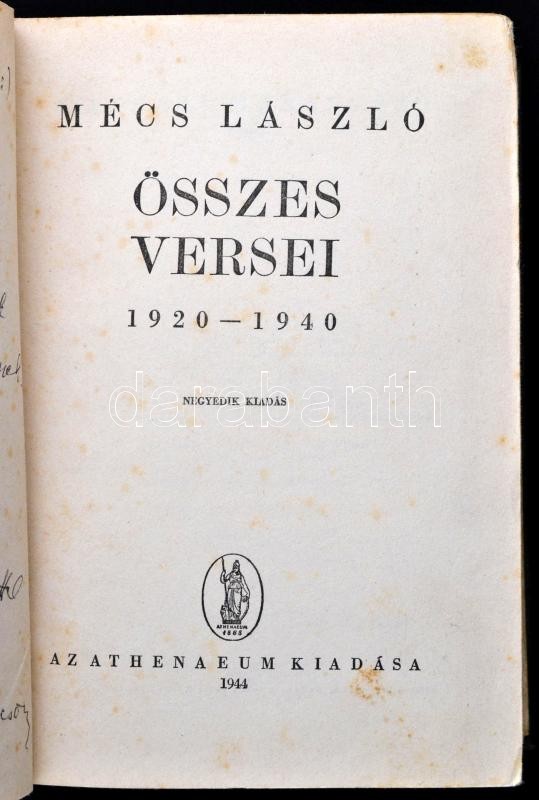 MÉCS LÁSZLÓ
ÖSSZES
VERSEI
1920—1940
NEGYEDIK KIADÁS
darabanth
ATHENAEUM
1868
AZ ATHENAEUM KIADÁSA
1944